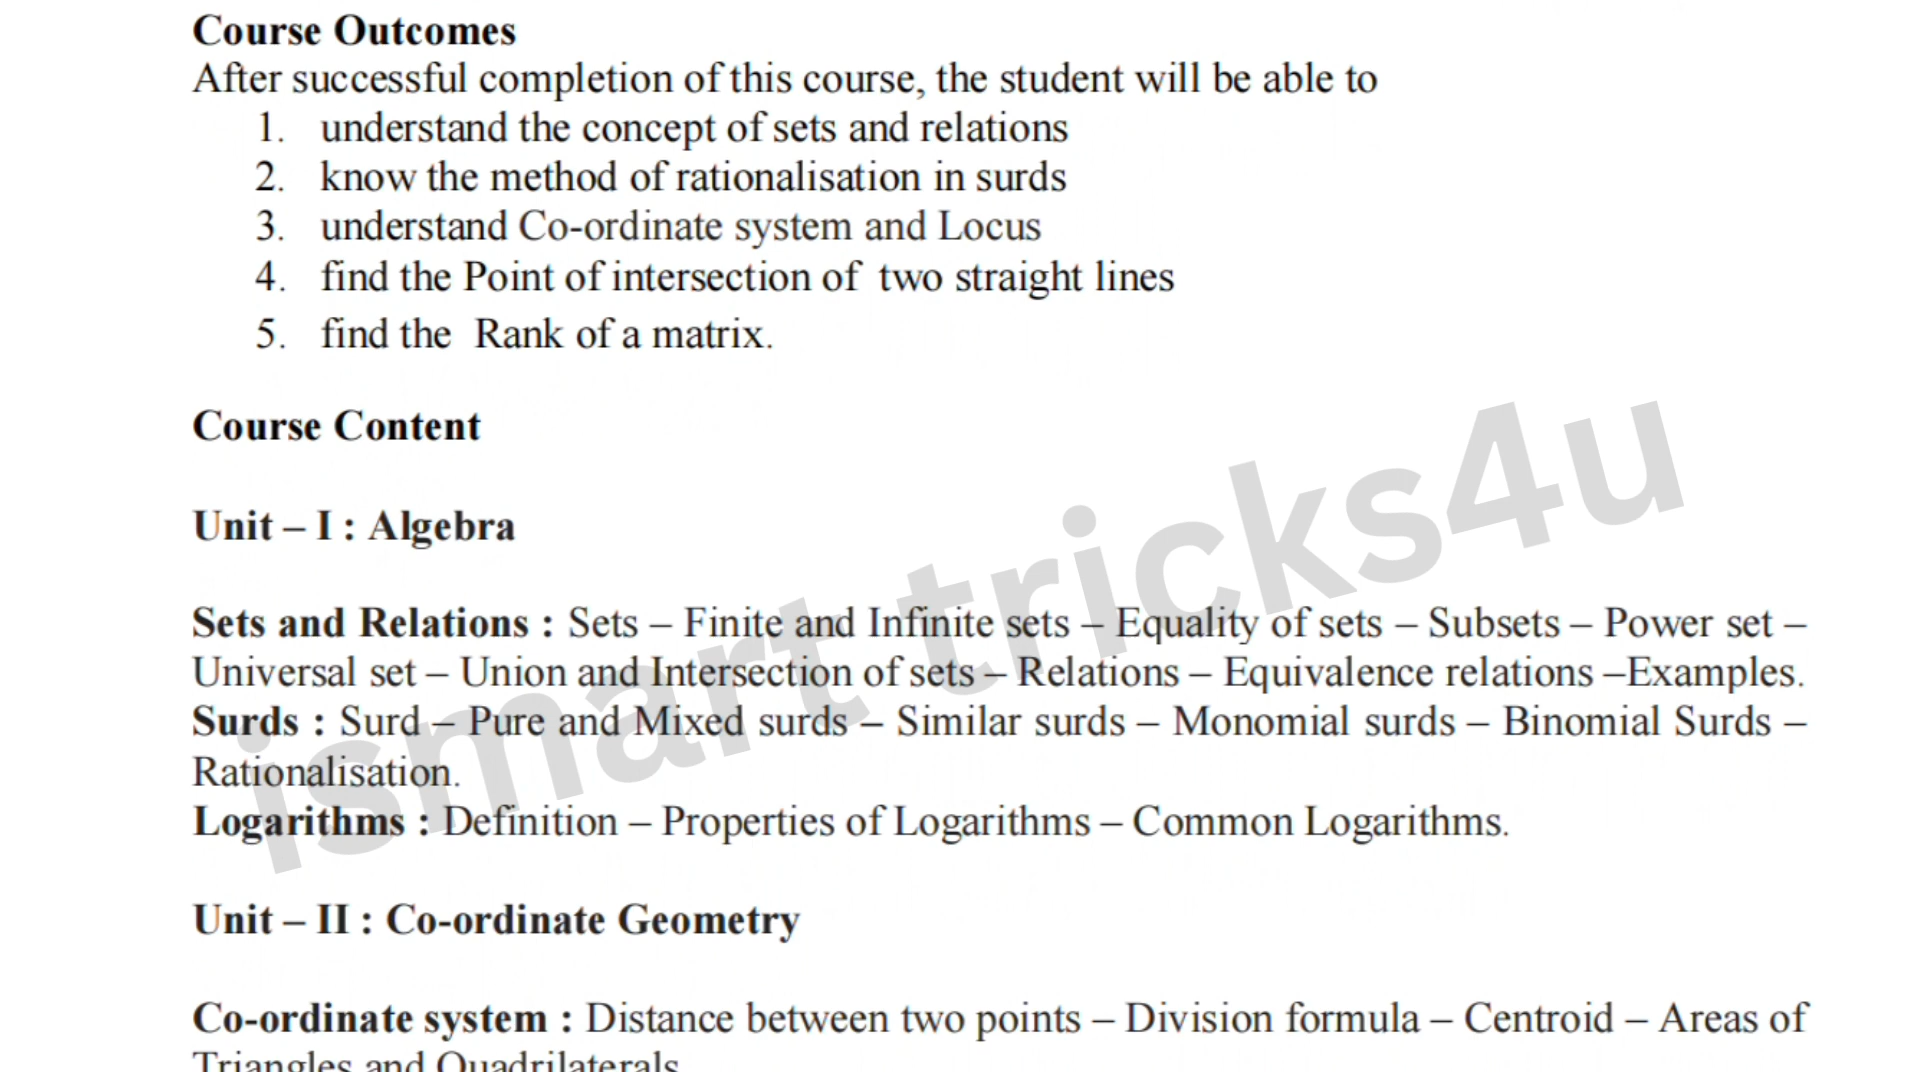 Course Outcomes
After successful completion of this course, the student will be able to
1. understand the concept of sets and relations
2. know the method of rationalisation in surds
3. understand Co-ordinate system and Locus
4. find the Point of intersection of two straight lines
5. find the Rank of a matrix.
Course Content
Unit – I : Algebra
Sets and Relations : Sets – Finite and Infinite sets – Equality of sets – Subsets – Power set –
Universal set – Union and Intersection of sets – Relations – Equivalence relations –Examples.
Surds : Surd – Pure and Mixed surds – Similar surds – Monomial surds – Binomial Surds –
Rationalisation.
Logarithms : Definition – Properties of Logarithms – Common Logarithms.
Unit – II : Co-ordinate Geometry
Co-ordinate system : Distance between two points – Division formula – Centroid – Areas of
Triangles and Quadrilaterals.
ismart tricks4u